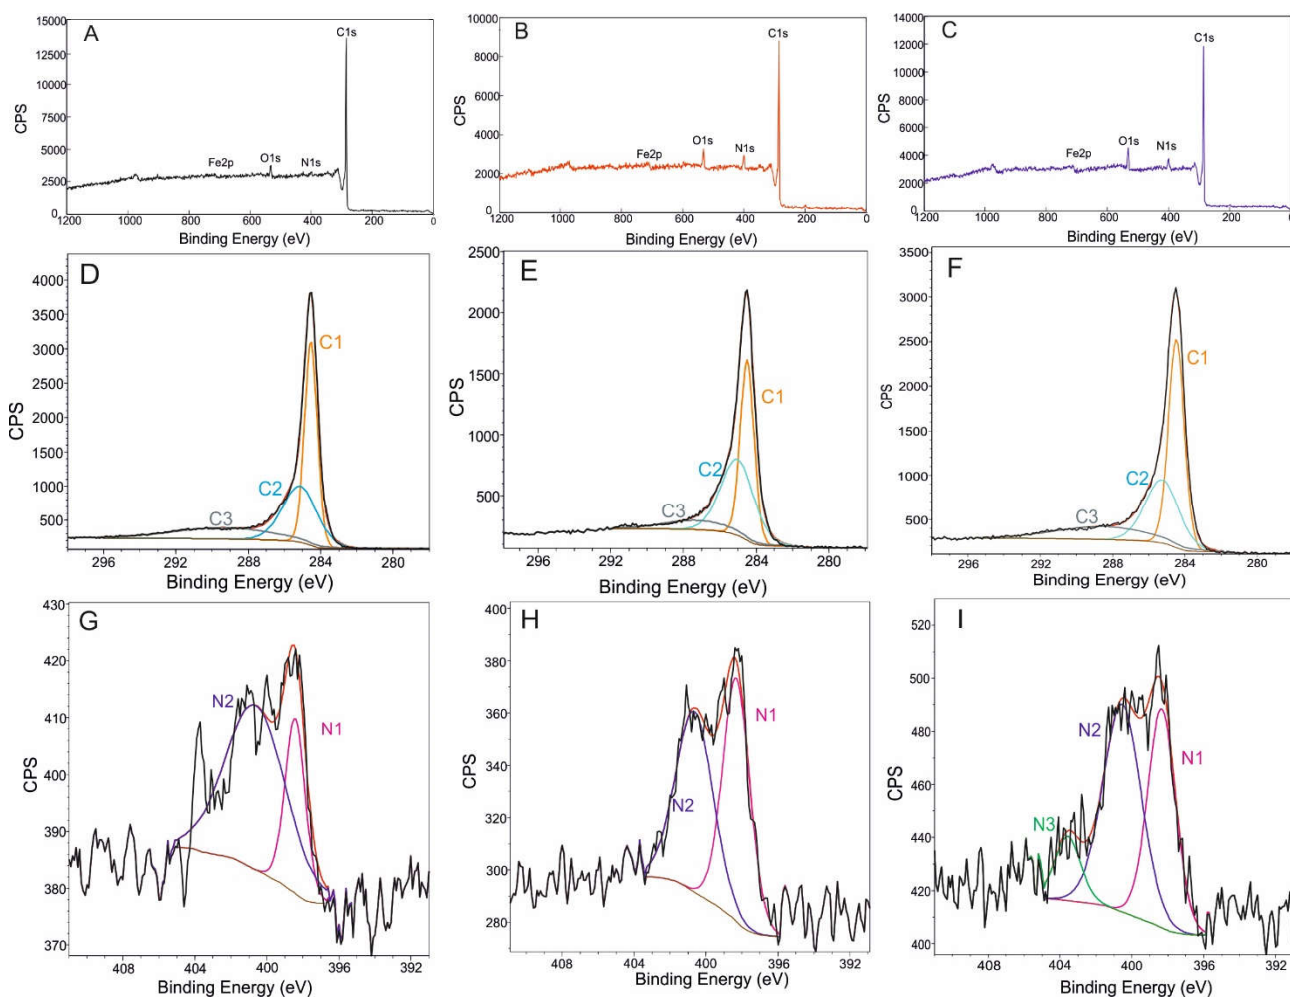 A
CPS
15000
12500
10000
7500
5000
2500
0
C1s
Fe2p
O1s
N1s
1200
1000
800
600
400
200
0
Binding Energy (eV)
B
CPS
10000
8000
6000
4000
2000
0
C1s
Fe2p
O1s
N1s
1200
1000
800
600
400
200
0
Binding Energy (eV)
C
CPS
14000
12000
10000
8000
6000
4000
2000
0
C1s
Fe2p
O1s
N1s
1200
1000
800
600
400
200
Binding Energy (eV)
D
CPS
4000
3500
3000
2500
2000
1500
1000
500
C1
C2
C3
296
292
288
284
280
Binding Energy (eV)
E
CPS
2500
2000
1500
1000
500
C1
C2
C3
296
292
288
284
280
Binding Energy (eV)
F
CPS
3500
3000
2500
2000
1500
1000
500
C1
C2
C3
296
292
288
284
280
Binding Energy (eV)
G
CPS
430
420
410
400
390
380
370
N2
N1
408
404
400
396
392
Binding Energy (eV)
H
CPS
400
380
360
340
320
300
280
N1
N2
408
404
400
396
392
Binding Energy (eV)
I
CPS
520
500
480
460
440
420
400
N2
N1
N3
408
404
400
396
392
Binding Energy (eV)